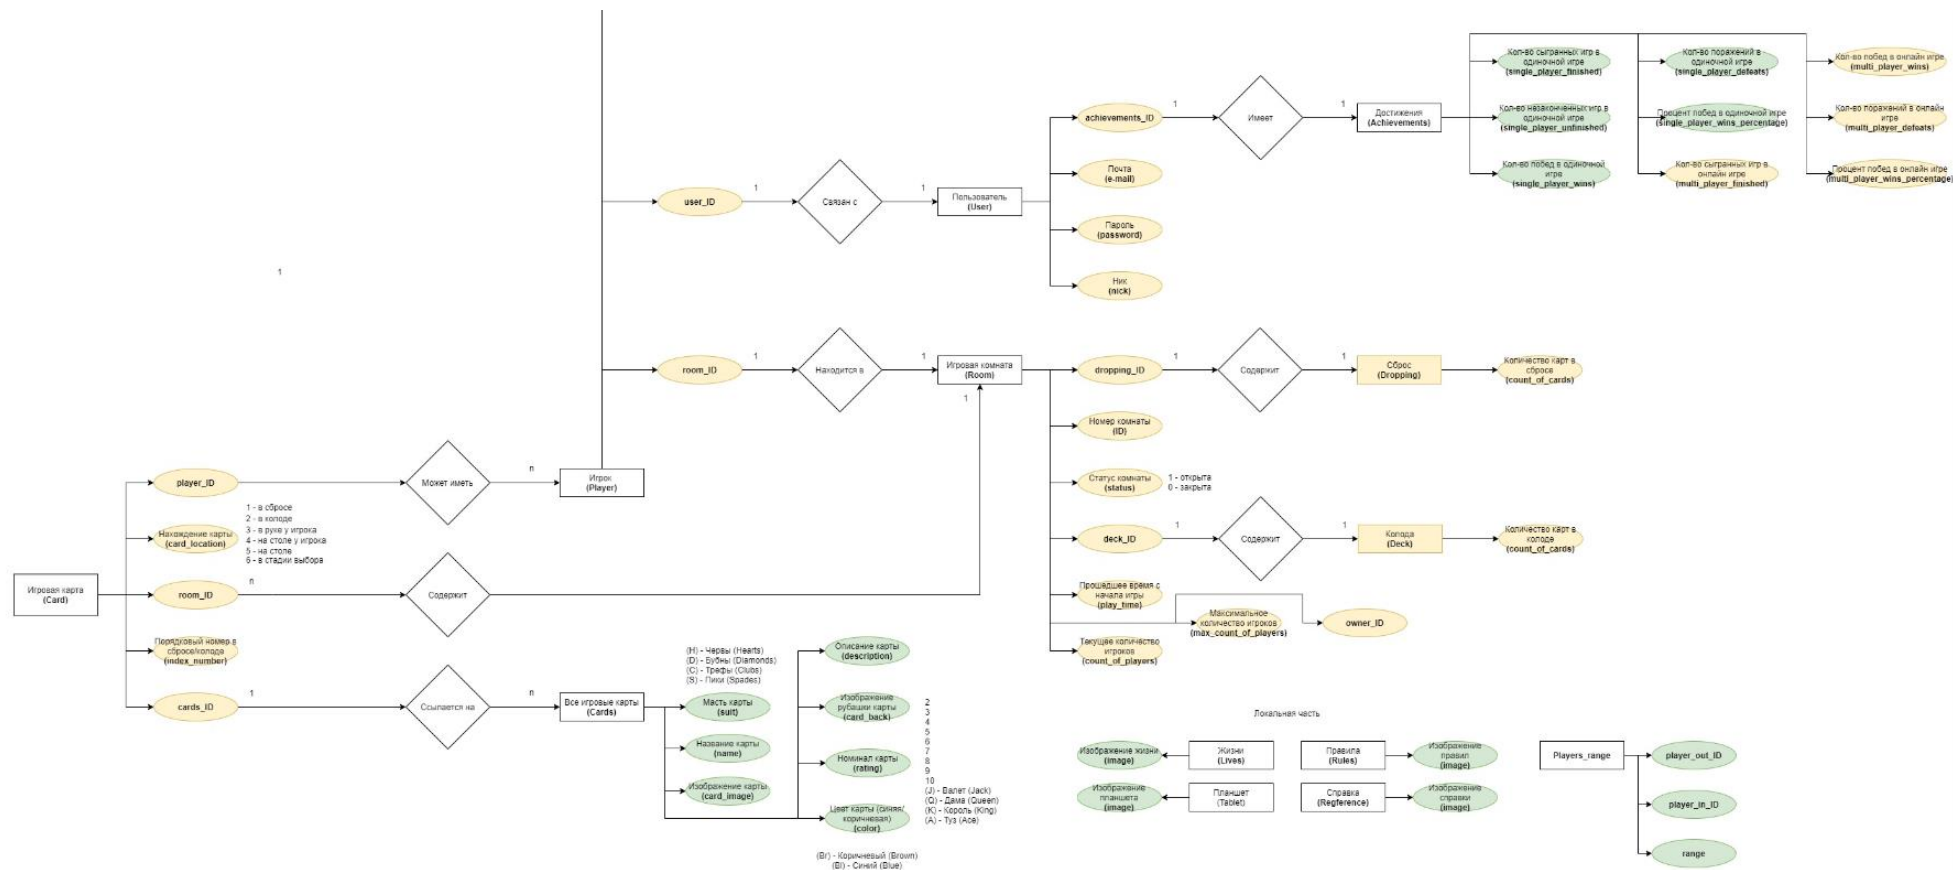 Кол-во сыгранных игр в
одиночной игре
(single_player_finished)
Кол-во поражений в
одиночной игре
(single_player_defeats)
Кол-во побед в онлайн игре
(multi_player_wins)
1
1
achievements_ID
Имеет
Достижения
(Achievements)
Кол-во незаконченных игр в
одиночной игре
(single_player_unfinished)
Процент побед в одиночной игре
(single_player_wins_percentage)
Кол-во поражений в онлайн
игре
(multi_player_defeats)
Почта
(e-mail)
Кол-во побед в одиночной
игре
(single_player_wins)
Кол-во сыгранных игр в
онлайн игре
(multi_player_finished)
Процент побед в онлайн игре
(multi_player_wins_percentage)
1
1
user_ID
Связан с
Пользователь
(User)
Пароль
(password)
1
Ник
(nick)
1
1
room_ID
Находится в
Игровая комната
(Room)
1
1
1
dropping_ID
Содержит
Сброс
(Dropping)
Количество карт в
сбросе
(count_of_cards)
Номер комнаты
(ID)
n
player_ID
Может иметь
Игрок
(Player)
Статус комнаты
(status)
1 - открыта
0 - закрыта
1 - в сбросе
2 - в колоде
3 - в руке у игрока
4 - на столе у игрока
5 - на столе
6 - в стадии выбора
Нахождение карты
(card_location)
1
1
deck_ID
Содержит
Колода
(Deck)
Количество карт в
колоде
(count_of_cards)
Игровая карта
(Card)
n
room_ID
Содержит
Прошедшее время с
начала игры
(play_time)
Максимальное
количество игроков
(max_count_of_players)
owner_ID
Порядковый номер в
сбросе/колоде
(index_number)
Текущее количество
игроков
(count_of_players)
(H) - Червы (Hearts)
(D) - Бубны (Diamonds)
(C) - Трефы (Clubs)
(S) - Пики (Spades)
Описание карты
(description)
1
n
cards_ID
Ссылается на
Все игровые карты
(Cards)
Масть карты
(suit)
Изображение
рубашки карты
(card_back)
Название карты
(name)
Номинал карты
(rating)
Изображение карты
(card_image)
Цвет карты (синяя/
коричневая)
(color)
2
3
4
5
6
7
8
9
10
(J) - Валет (Jack)
(Q) - Дама (Queen)
(K) - Король (King)
(A) - Туз (Ace)
(Br) - Коричневый (Brown)
(Bl) - Синий (Blue)
Локальная часть
Изображение жизни
(image)
Жизни
(Lives)
Правила
(Rules)
Изображение
правил
(image)
Изображение
планшета
(image)
Планшет
(Tablet)
Справка
(Regference)
Изображение
справки
(image)
Players_range
player_out_ID
player_in_ID
range